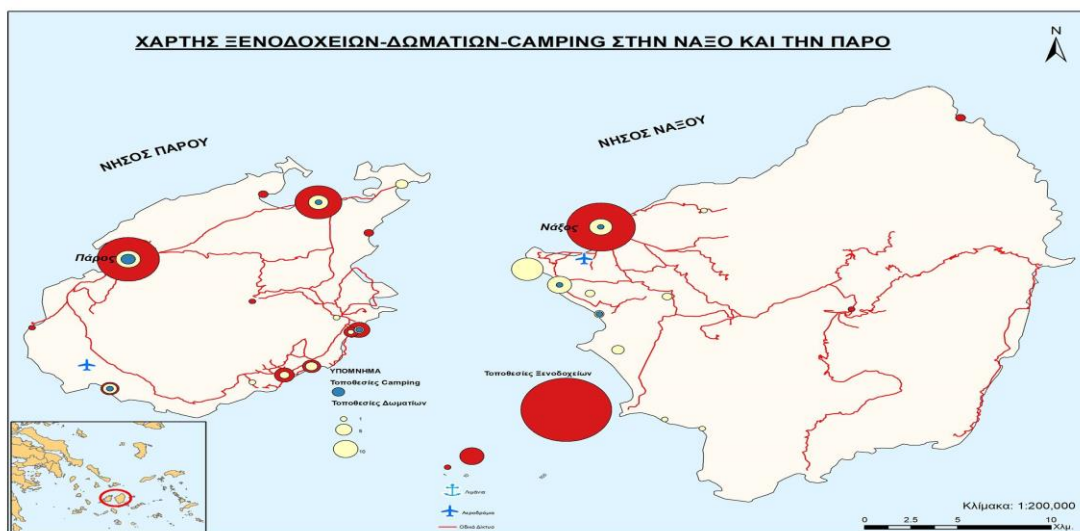 ΧΑΡΤΗΣ ΞΕΝΟΔΟΧΕΙΩΝ-ΔΩΜΑΤΙΩΝ-CAMPING ΣΤΗΝ ΝΑΞΟ ΚΑΙ ΤΗΝ ΠΑΡΟ
N
ΝΗΣΟΣ ΠΑΡΟΥ
ΝΗΣΟΣ ΝΑΞΟΥ
Πάρος
Νάξος
ΥΠΟΜΝΗΜΑ
Τοποθεσίες Camping
Τοποθεσίες Δωματίων
1
10
Τοποθεσίες Ξενοδοχείων
Λιμάνια
Αεροδρόμια
Οδικό Δίκτυο
Κλίμακα: 1:200,000
0 2.5 5 10
Χλμ.